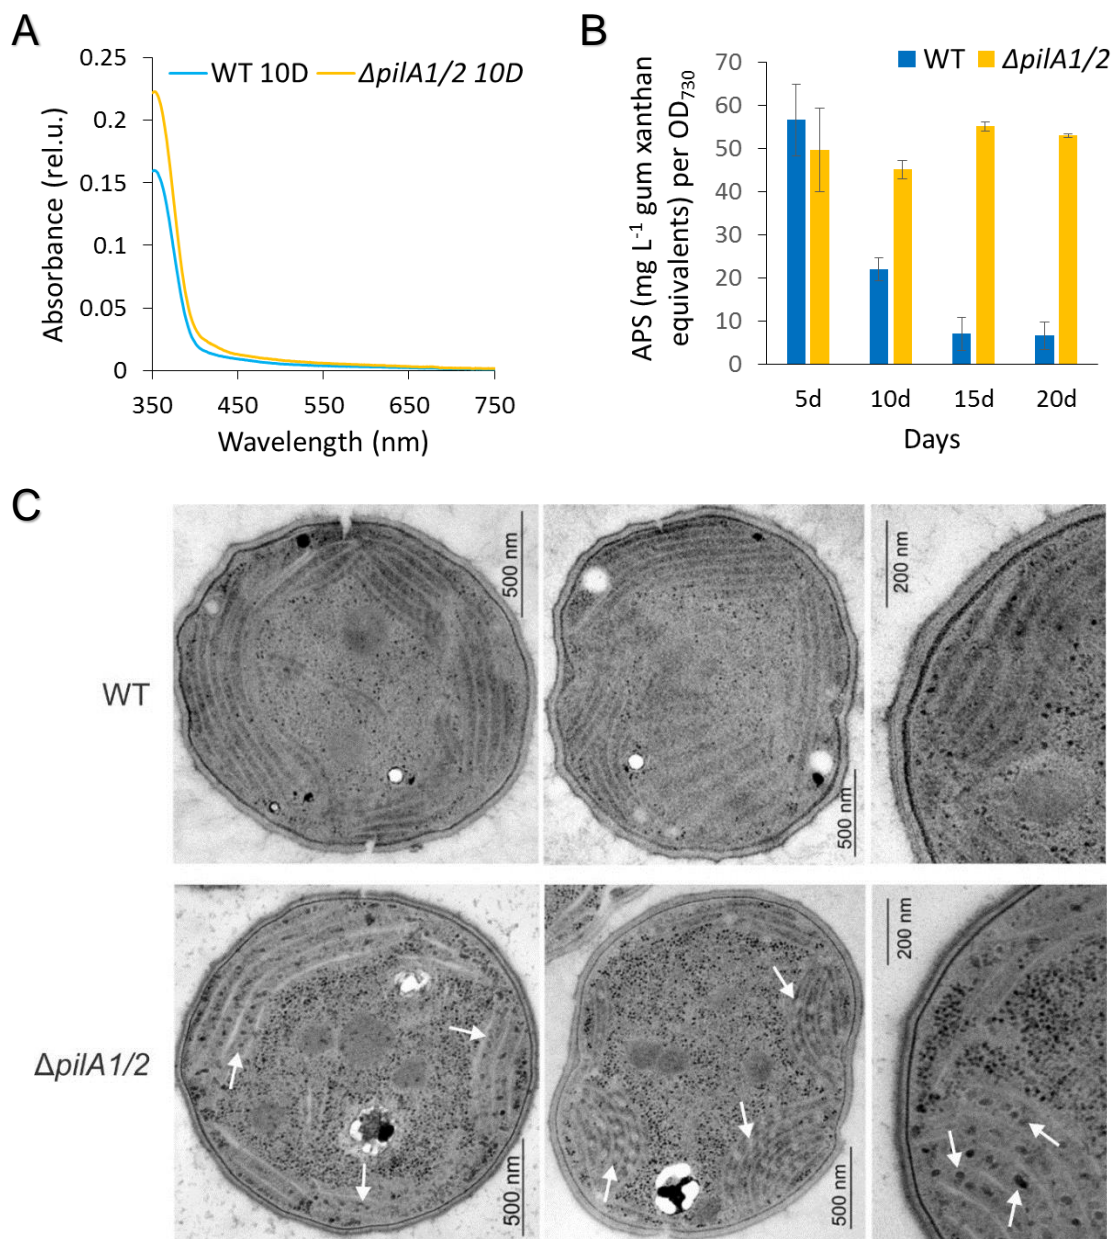 A
WT 10D ΔpilA1/2 10D
Absorbance (rel.u.)
0.25
0.2
0.15
0.1
0.05
0
350 450 550 650 750
Wavelength (nm)
B
WT ΔpilA1/2
APS (mg L⁻¹ gum xanthan
equivalents) per OD₇₃₀
70
60
50
40
30
20
10
0
5d 10d 15d 20d
Days
C
WT
500 nm
500 nm
200 nm
ΔpilA1/2
500 nm
500 nm
200 nm